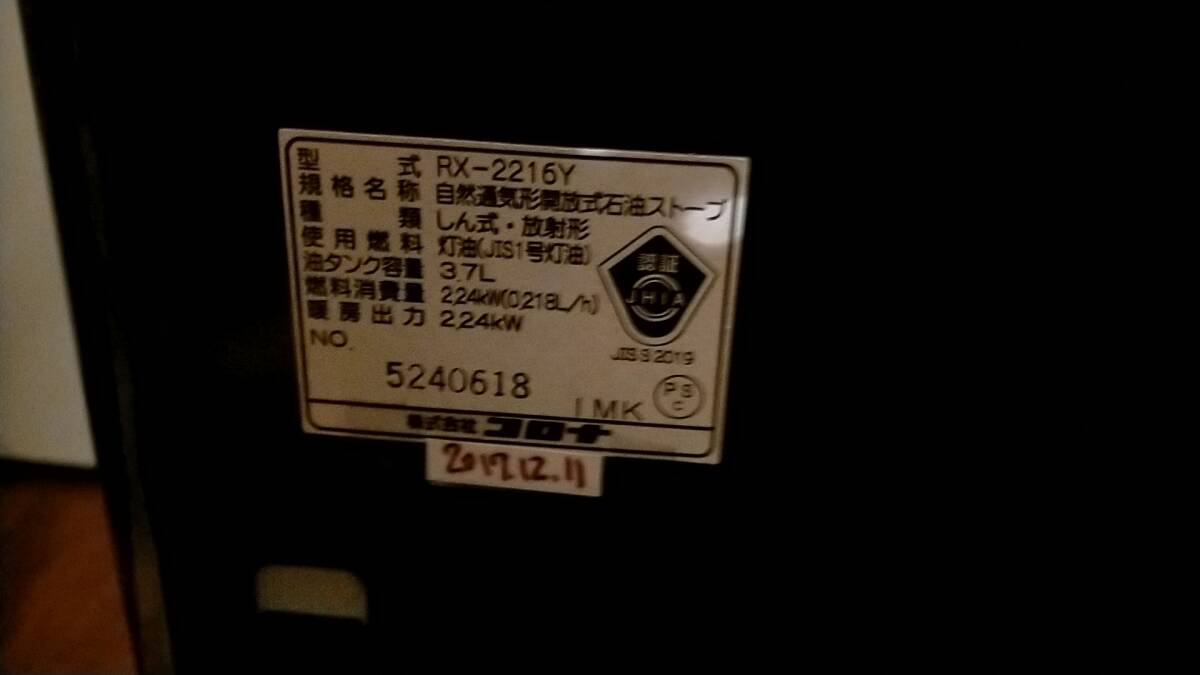 型式 RX-2216Y
規格名称 自然通気形開放式石油ストーブ
種類 しん式・放射形
使用燃料 灯油(JIS1号灯油)
油タンク容量 3.7L
燃料消費量 2.24kW(0.218L/h)
暖房出力 2.24kW
認証
JHIA
JIS S 2019
NO.
5240618
IMK
PS
C
株式会社 コロナ
2017.12.11